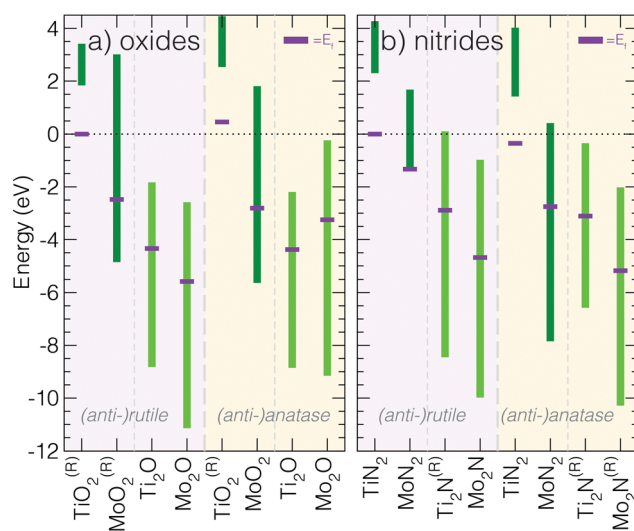 a) oxides
b) nitrides
=E_f
4
2
0
-2
-4
-6
-8
-10
-12
Energy (eV)
(anti-)rutile
(anti-)anatase
(anti-)rutile
(anti-)anatase
TiO2(R)
MoO2(R)
Ti2O
Mo2O
TiO2(R)
MoO2
Ti2O
Mo2O
TiN2
MoN2
Ti2N(R)
Mo2N
TiN2
MoN2
Ti2N(R)
Mo2N(R)